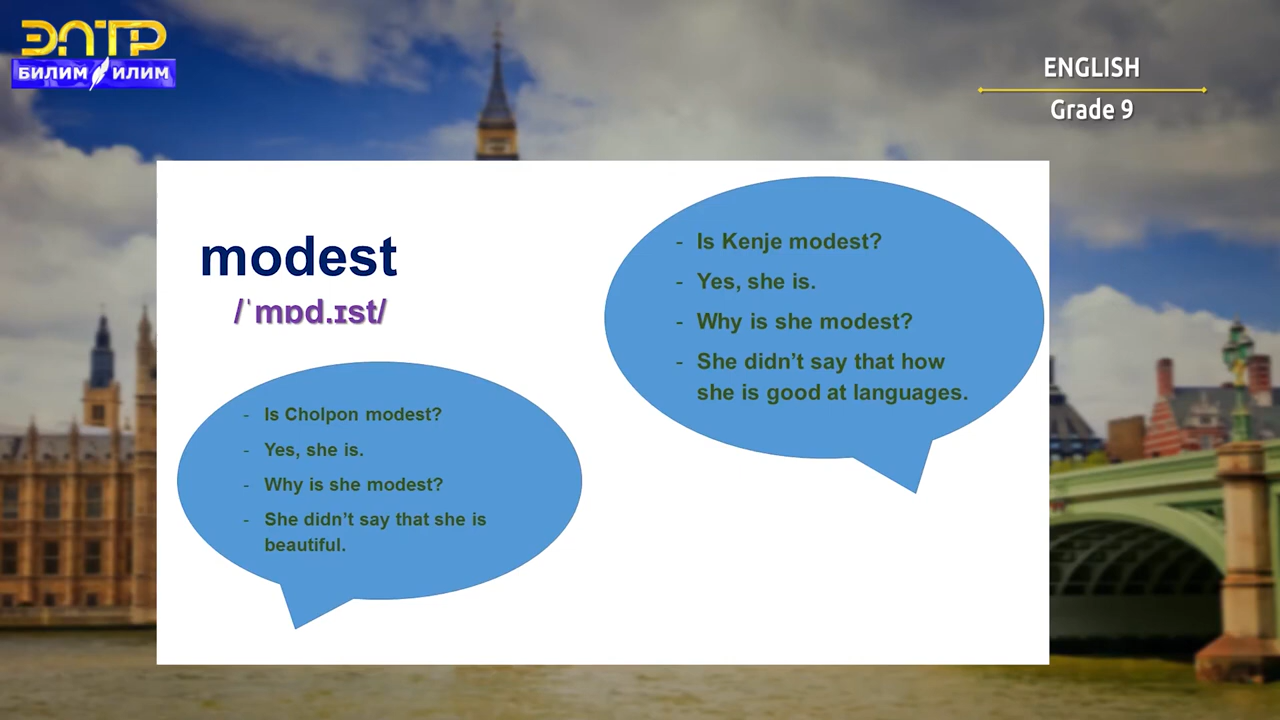 ЭЛТР
БИЛИМ ИЛИМ
ENGLISH
Grade 9
modest
/ˈmɒd.ɪst/
- Is Kenje modest?
- Yes, she is.
- Why is she modest?
- She didn’t say that how
she is good at languages.
- Is Cholpon modest?
- Yes, she is.
- Why is she modest?
- She didn’t say that she is
beautiful.